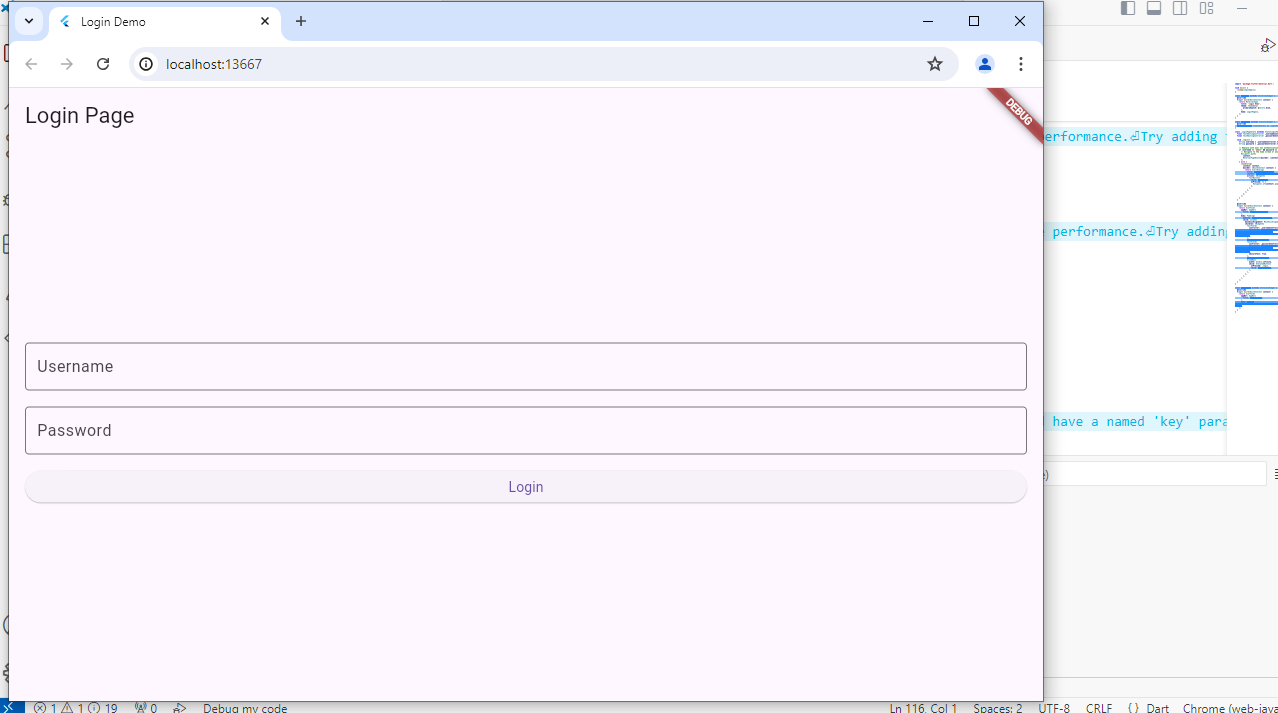 Login Demo
localhost:13667
Login Page
DEBUG
erformance.⏎Try adding
performance.⏎Try adding
Username
Password
have a named 'key' para
Login
1 1 19 0 Debug my code Ln 116, Col 1 Spaces: 2 UTF-8 CRLF {} Dart Chrome (web-java